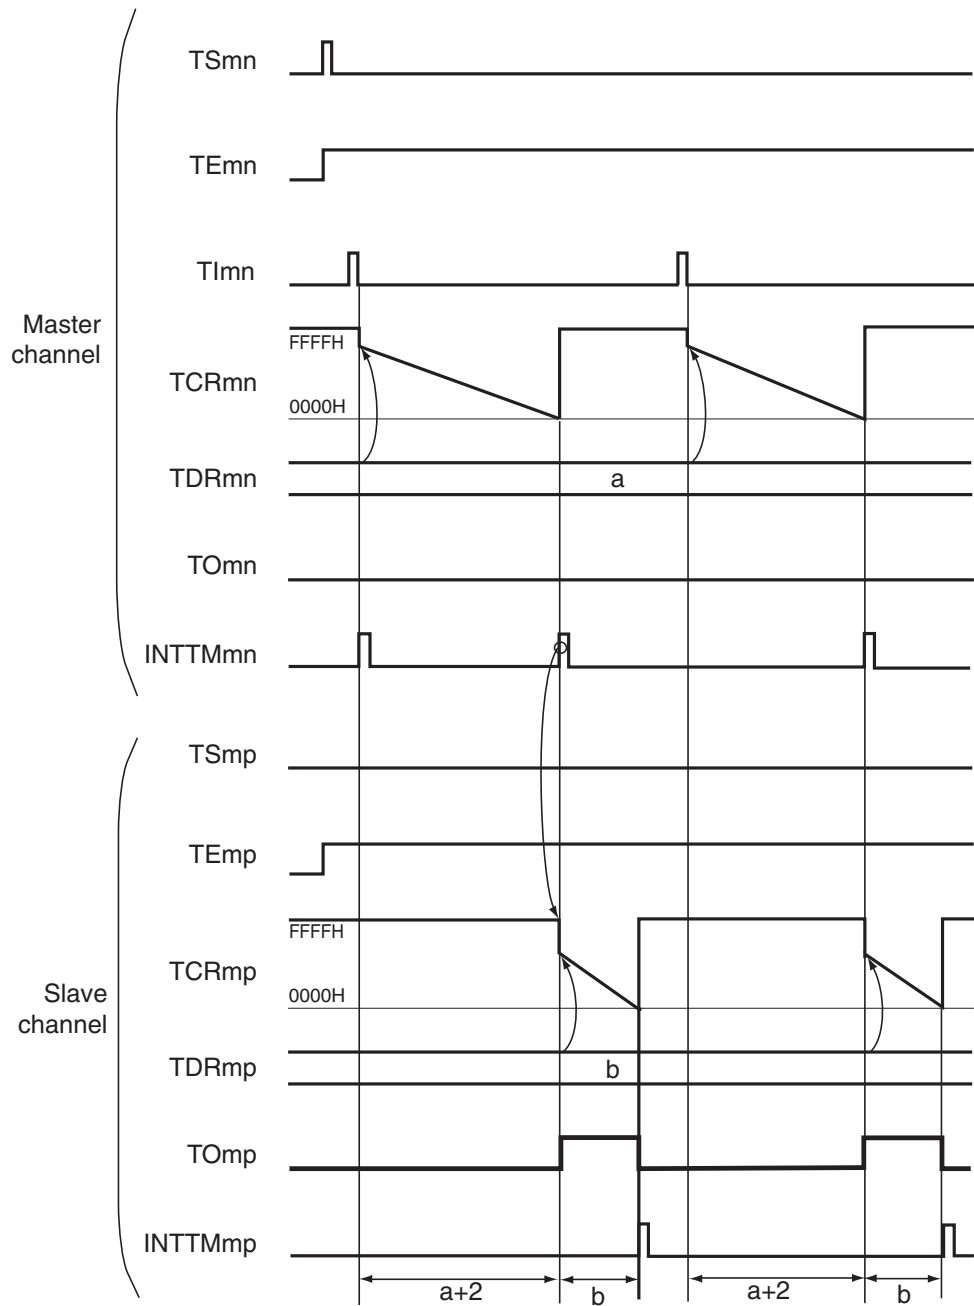 TSmn
TEmn
TImn
Master
channel
FFFFH
TCRmn
0000H
TDRmn
a
TOmn
INTTMmn
TSmp
TEmp
FFFFH
TCRmp
0000H
Slave
channel
TDRmp
b
TOmp
INTTMmp
a+2
b
a+2
b